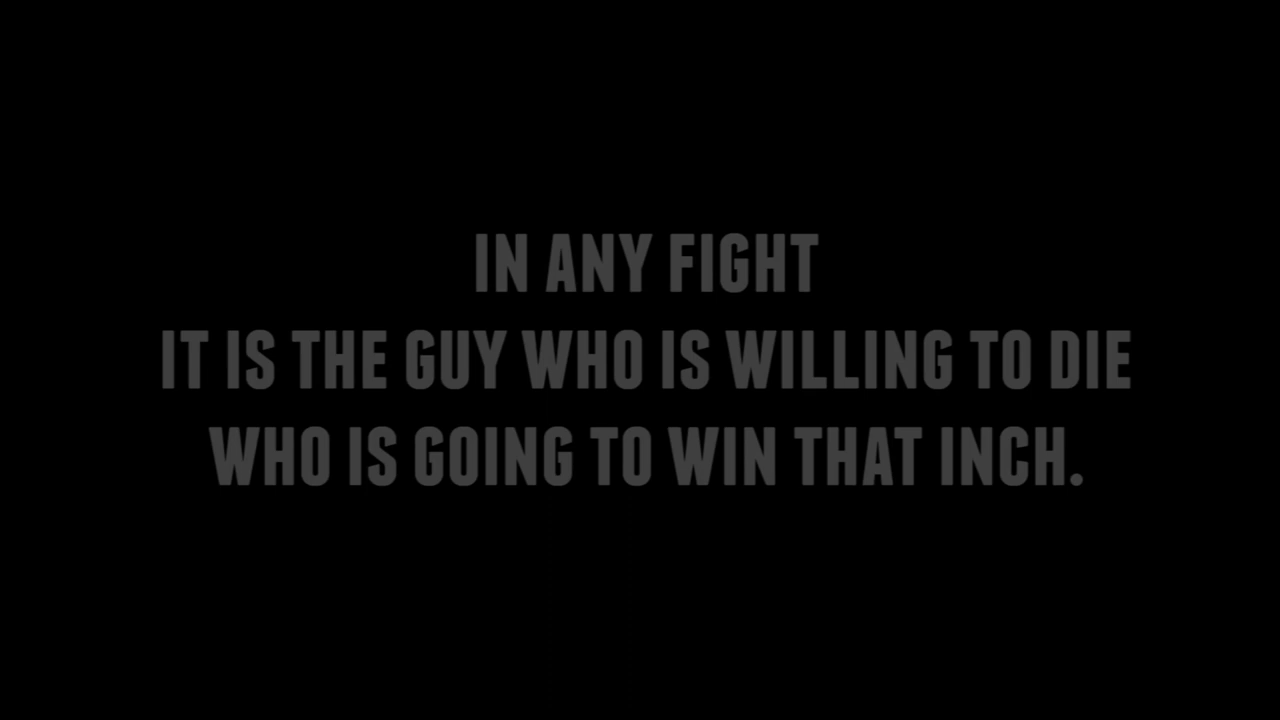 IN ANY FIGHT
IT IS THE GUY WHO IS WILLING TO DIE
WHO IS GOING TO WIN THAT INCH.